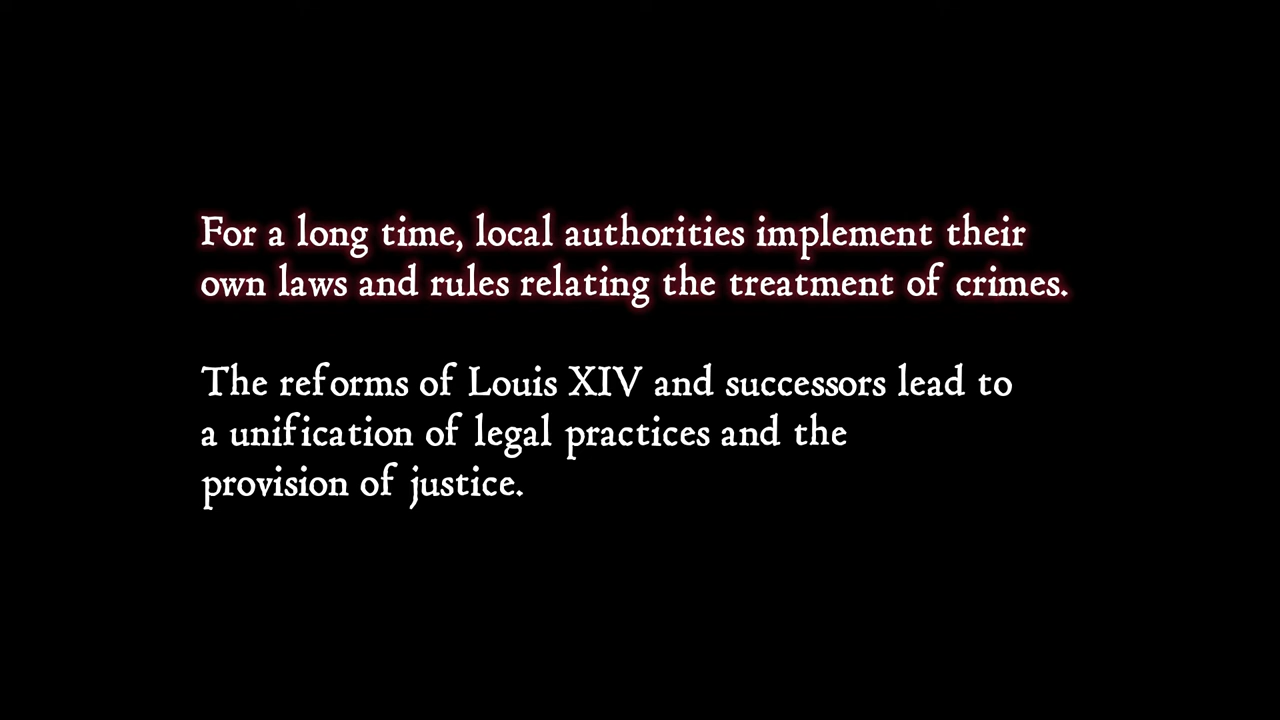 For a long time, local authorities implement their
own laws and rules relating the treatment of crimes.
The reforms of Louis XIV and successors lead to
a unification of legal practices and the
provision of justice.